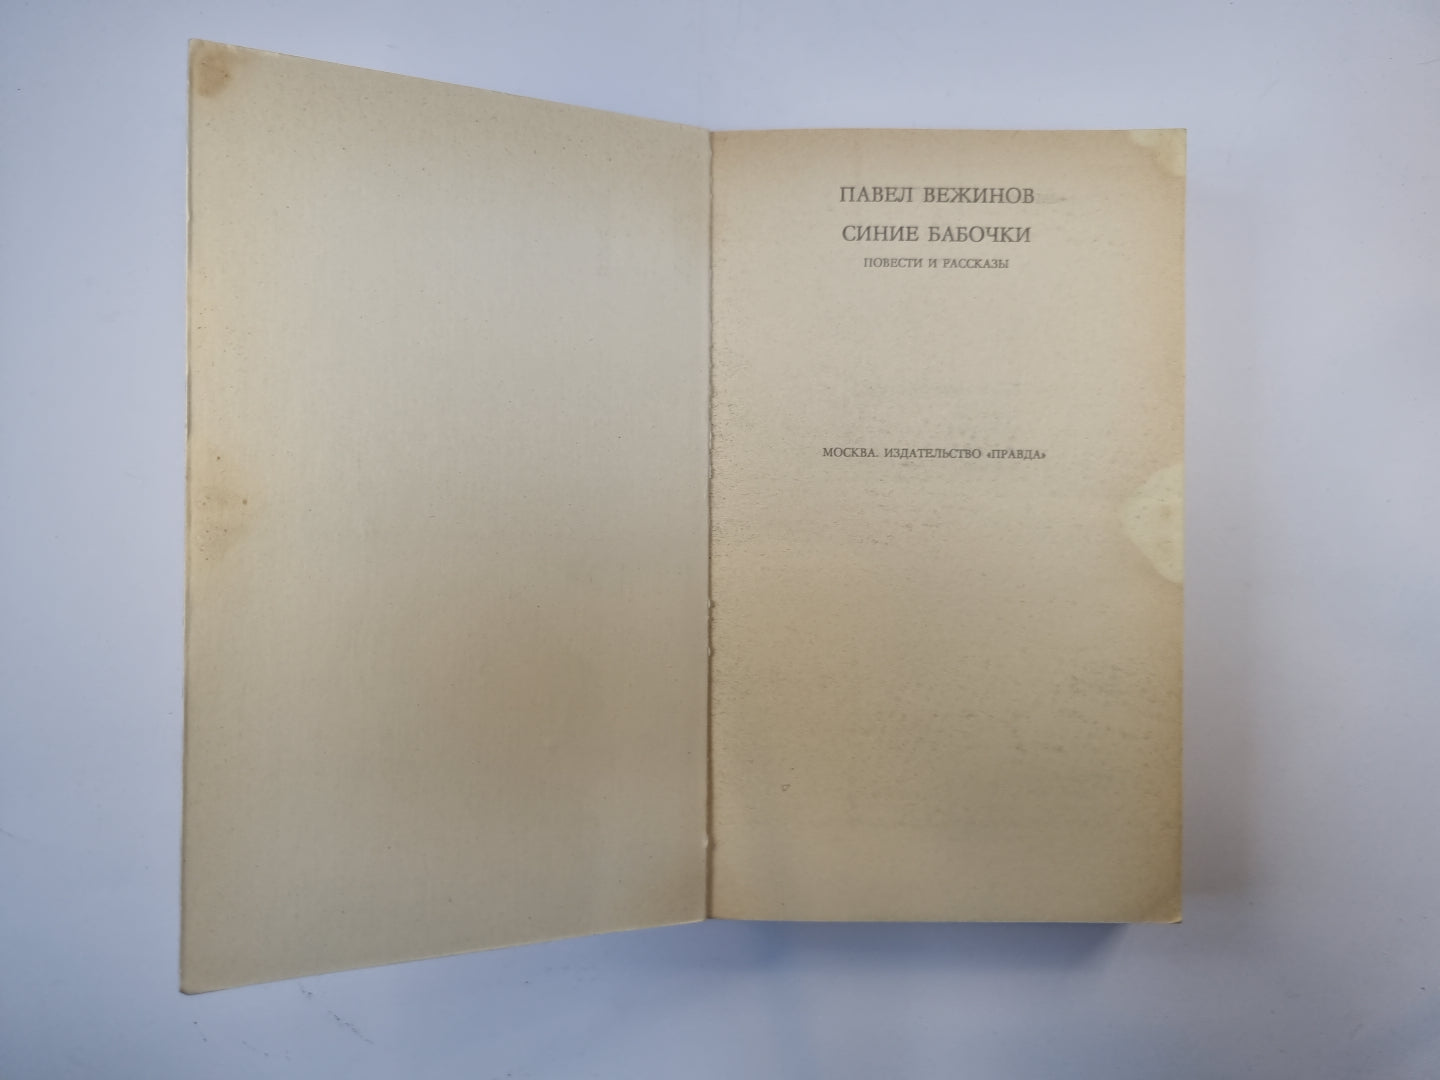 ПАВЕЛ ВЕЖИНОВ
СИНИЕ БАБОЧКИ
ПОВЕСТИ И РАССКАЗЫ
МОСКВА. ИЗДАТЕЛЬСТВО «ПРАВДА»